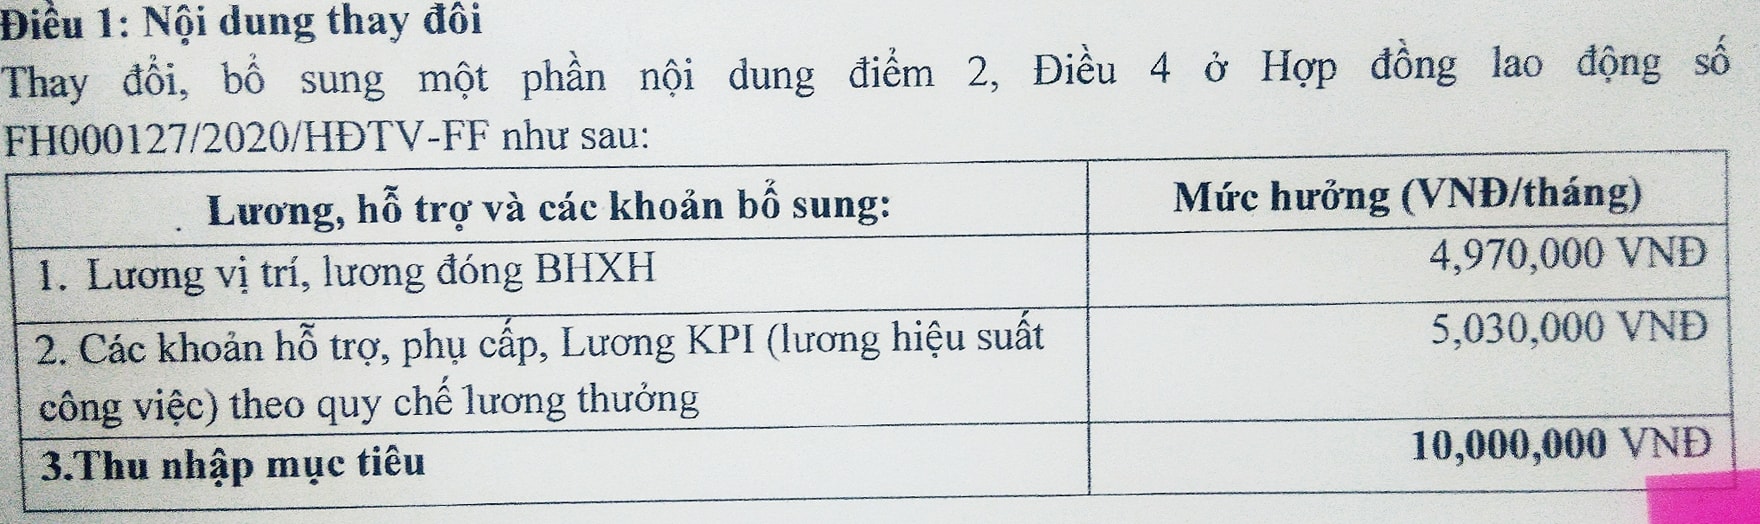 Điều 1: Nội dung thay đổi
Thay đổi, bổ sung một phần nội dung điểm 2, Điều 4 ở Hợp đồng lao động số
FH000127/2020/HĐTV-FF như sau:
Lương, hỗ trợ và các khoản bổ sung:
Mức hưởng (VNĐ/tháng)
1. Lương vị trí, lương đóng BHXH
4,970,000 VNĐ
2. Các khoản hỗ trợ, phụ cấp, Lương KPI (lương hiệu suất
công việc) theo quy chế lương thưởng
5,030,000 VNĐ
3.Thu nhập mục tiêu
10,000,000 VNĐ